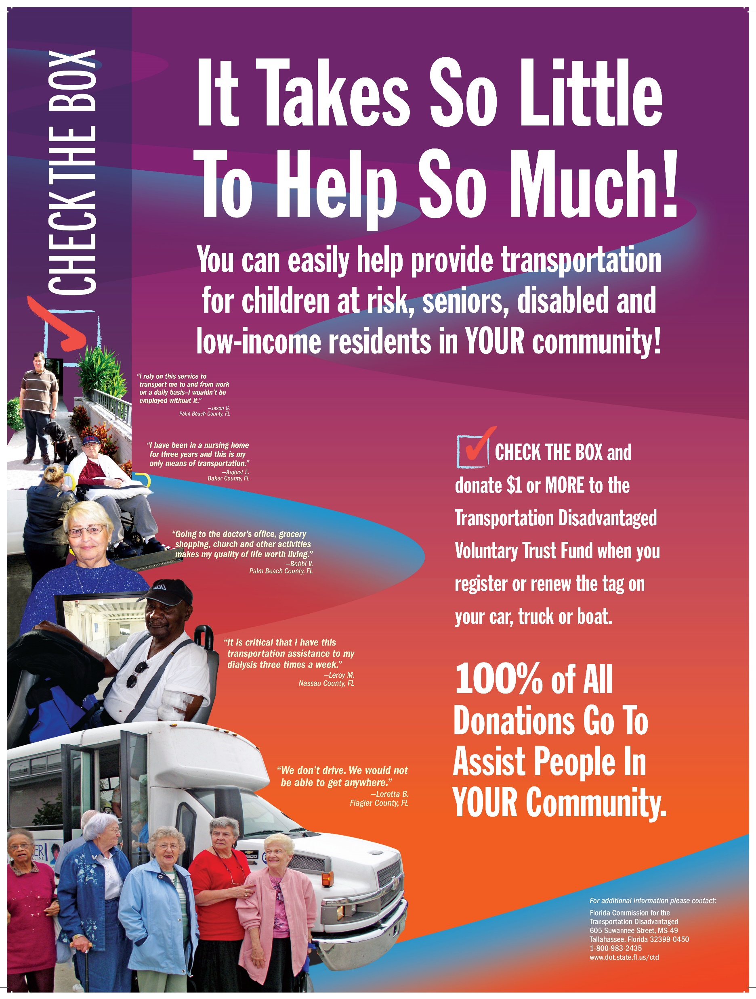 CHECK THE BOX
It Takes So Little
To Help So Much!
You can easily help provide transportation
for children at risk, seniors, disabled and
low-income residents in YOUR community!
“I rely on this service to
transport me to and from work
on a daily basis–I wouldn’t be
employed without it.”
—Jason G.
Palm Beach County, FL
“I have been in a nursing home
for three years and this is my
only means of transportation.”
—August E.
Baker County, FL
“Going to the doctor’s office, grocery
shopping, church and other activities
makes my quality of life worth living.”
—Bobbi V.
Palm Beach County, FL
“It is critical that I have this
transportation assistance to my
dialysis three times a week.”
—Leroy M.
Nassau County, FL
“We don’t drive. We would not
be able to get anywhere.”
—Loretta B.
Flagler County, FL
CHECK THE BOX and
donate $1 or MORE to the
Transportation Disadvantaged
Voluntary Trust Fund when you
register or renew the tag on
your car, truck or boat.
100% of All
Donations Go To
Assist People In
YOUR Community.
For additional information please contact:
Florida Commission for the
Transportation Disadvantaged
605 Suwannee Street, MS-49
Tallahassee, Florida 32399-0450
1-800-983-2435
www.dot.state.fl.us/ctd